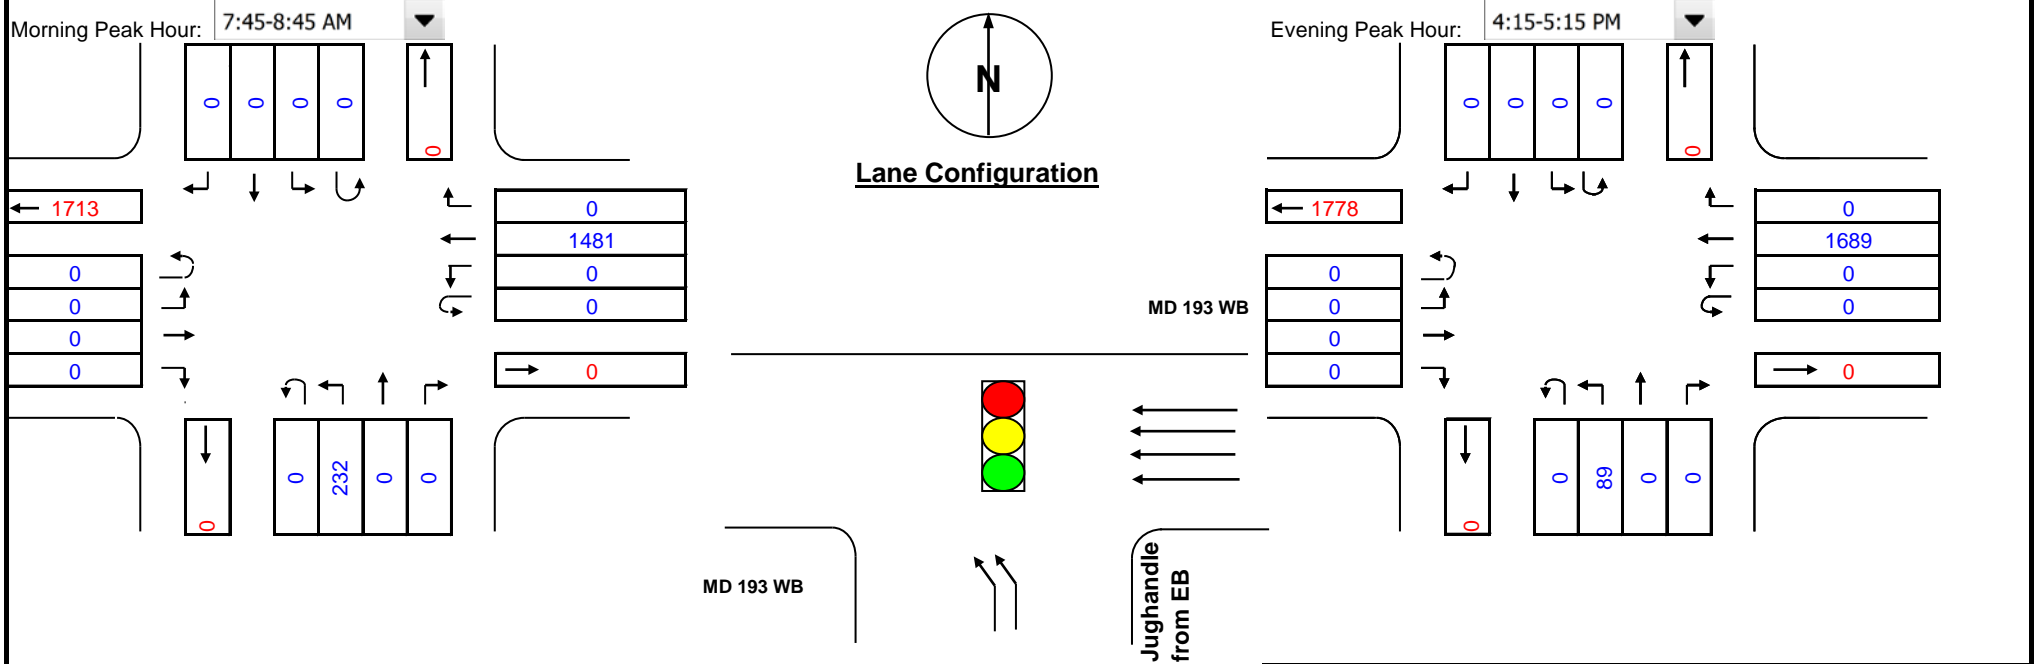 Morning Peak Hour: 7:45-8:45 AM
0 0 0 0 0
1713
0
1481
0
0
0
0
0
0
0
0 232 0 0
0
N
Lane Configuration
MD 193 WB
MD 193 WB
Jughandle
from EB
Evening Peak Hour: 4:15-5:15 PM
0 0 0 0 0
1778
0
1689
0
0
0
0
0
0
0
0 89 0 0
0